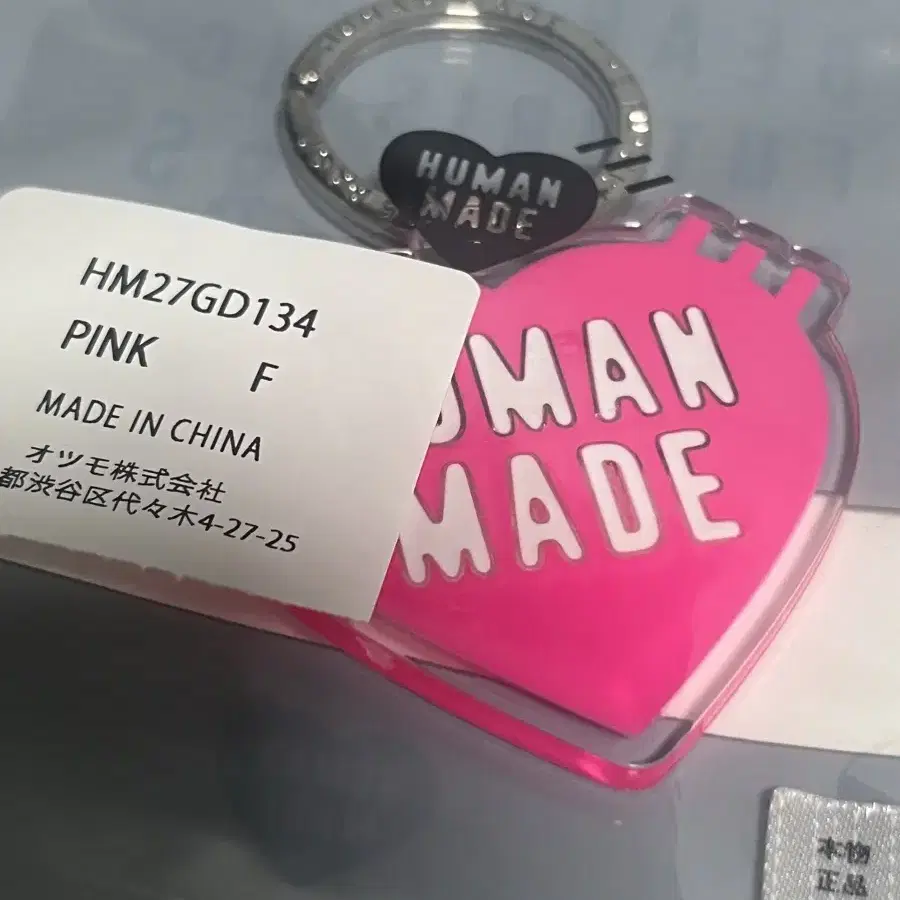 HUMAN
MADE
HM27GD134
PINK F
MADE IN CHINA
オツモ株式会社
都渋谷区代々木4-27-25
UMAN
MADE
本物
正品